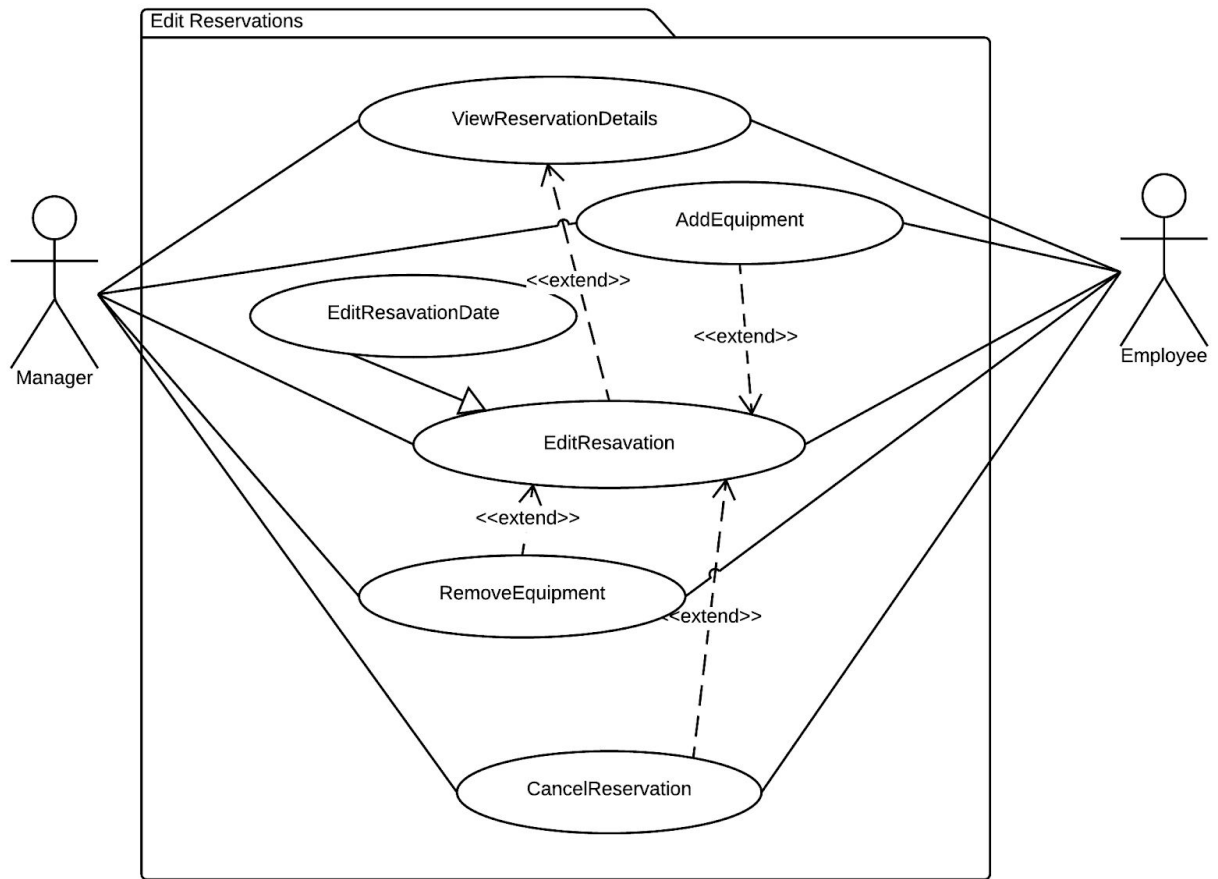 Edit Reservations
ViewReservationDetails
AddEquipment
<<extend>>
EditResavationDate
<<extend>>
Manager
Employee
EditResavation
<<extend>>
RemoveEquipment
<<extend>>
CancelReservation